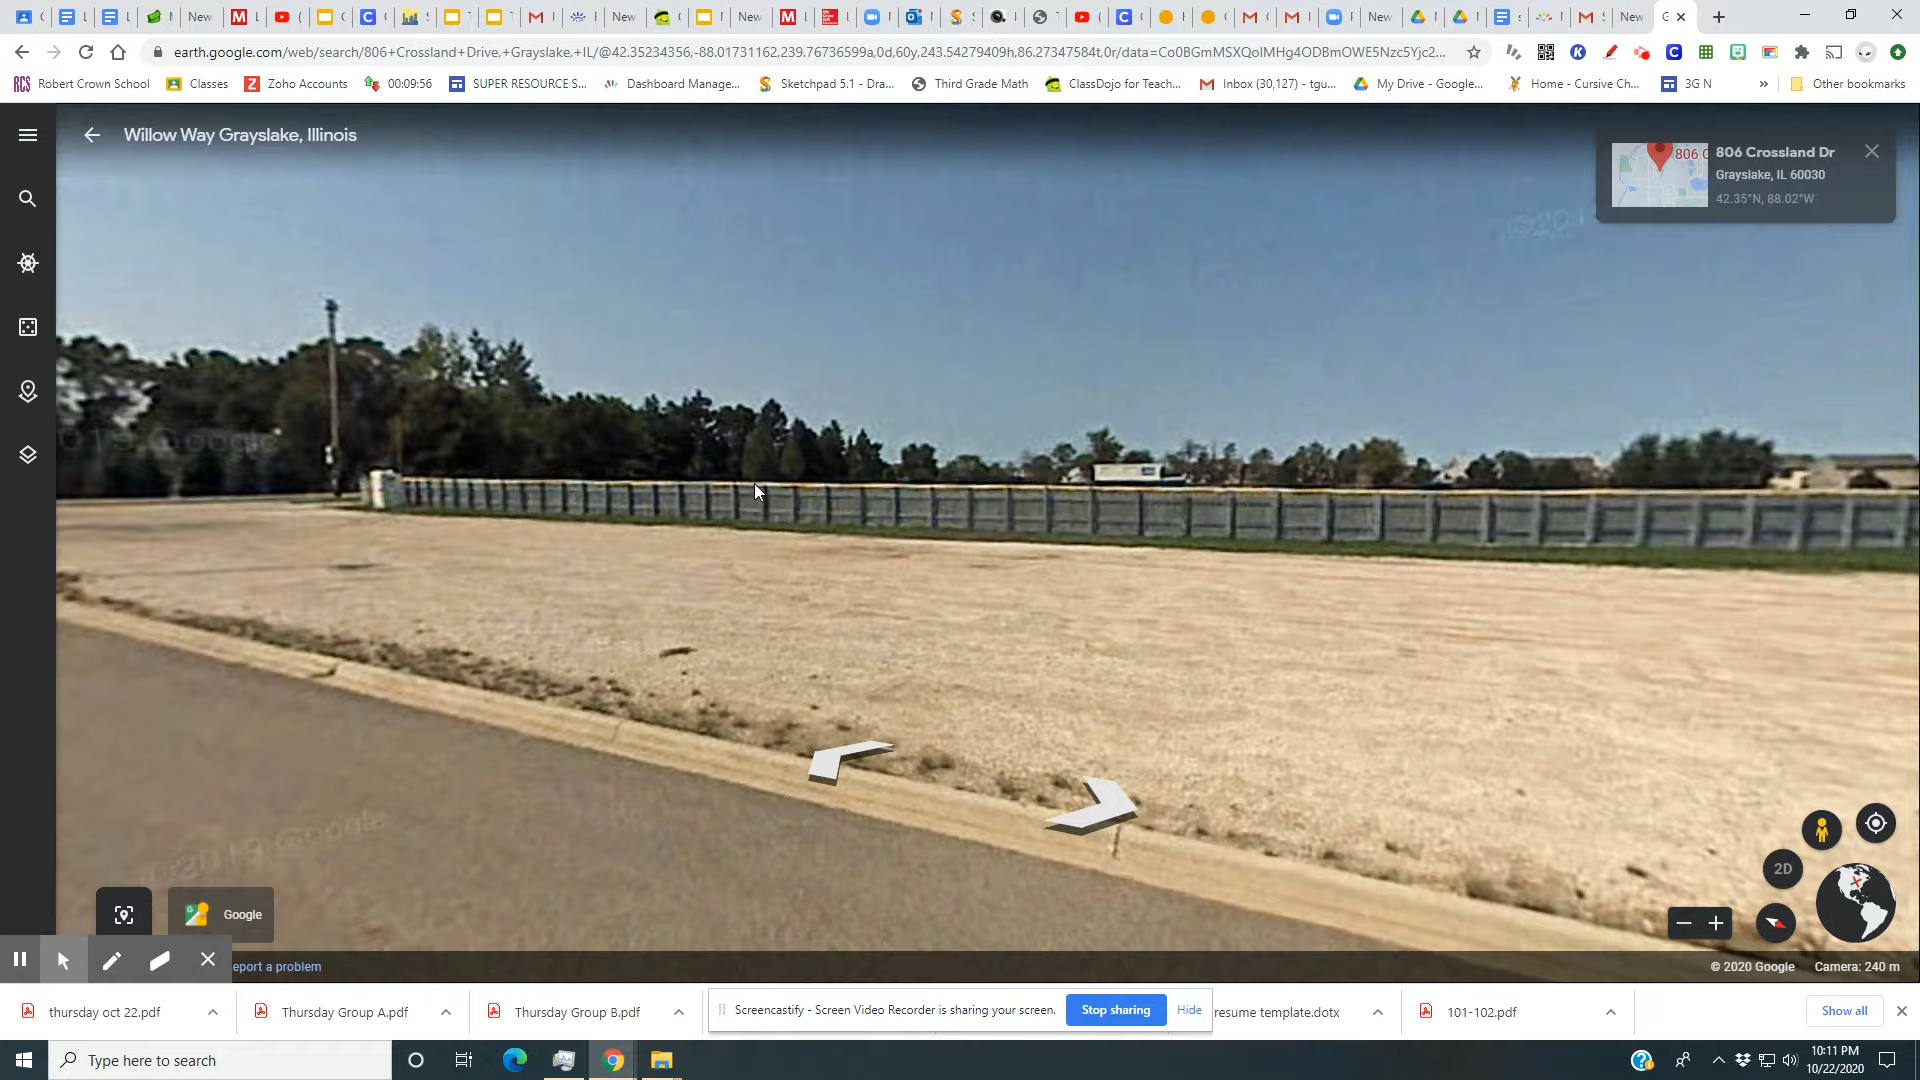 New
New
New
New
New
earth.google.com/web/search/806+Crossland+Drive,+Grayslake,+IL/@42.35234356,-88.01731162,239.76736599a,0d,60y,243.54279409h,86.27347584t,0r/data=Co0BGmMSXQolMHg4ODBmOWE5Nzc5Yjc2...
RCS Robert Crown School
Classes
Zoho Accounts
00:09:56
SUPER RESOURCE S...
Dashboard Manage...
Sketchpad 5.1 - Dra...
Third Grade Math
ClassDojo for Teach...
Inbox (30,127) - tgu...
My Drive - Google...
Home - Cursive Ch...
3G N
»
Other bookmarks
Willow Way Grayslake, Illinois
806 Crossland Dr
Grayslake, IL 60030
42.35°N, 88.02°W
2D
Google
eport a problem
© 2020 Google
Camera: 240 m
thursday oct 22.pdf
Thursday Group A.pdf
Thursday Group B.pdf
Screencastify - Screen Video Recorder is sharing your screen.
Stop sharing
Hide
resume template.dotx
101-102.pdf
Show all
Type here to search
10:11 PM
10/22/2020